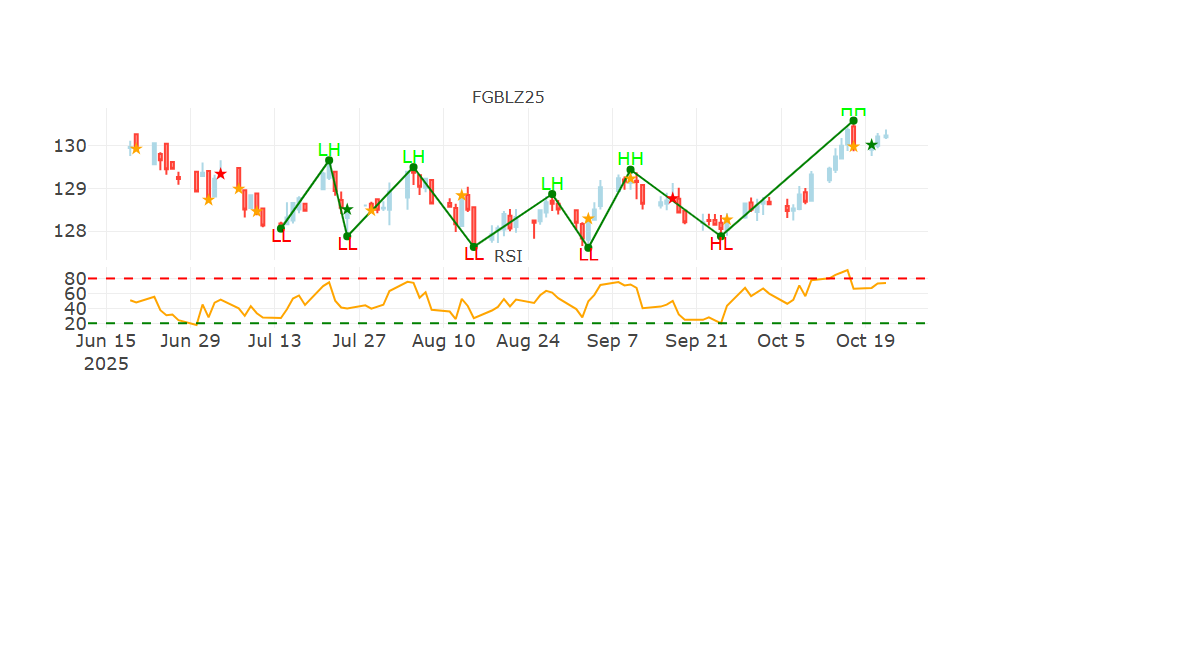 FGBLZ25
130
129
128
LH
LH
LH
HH
HH
LL
LL
LL
LL
HL
RSI
80
60
40
20
Jun 15
2025
Jun 29
Jul 13
Jul 27
Aug 10
Aug 24
Sep 7
Sep 21
Oct 5
Oct 19